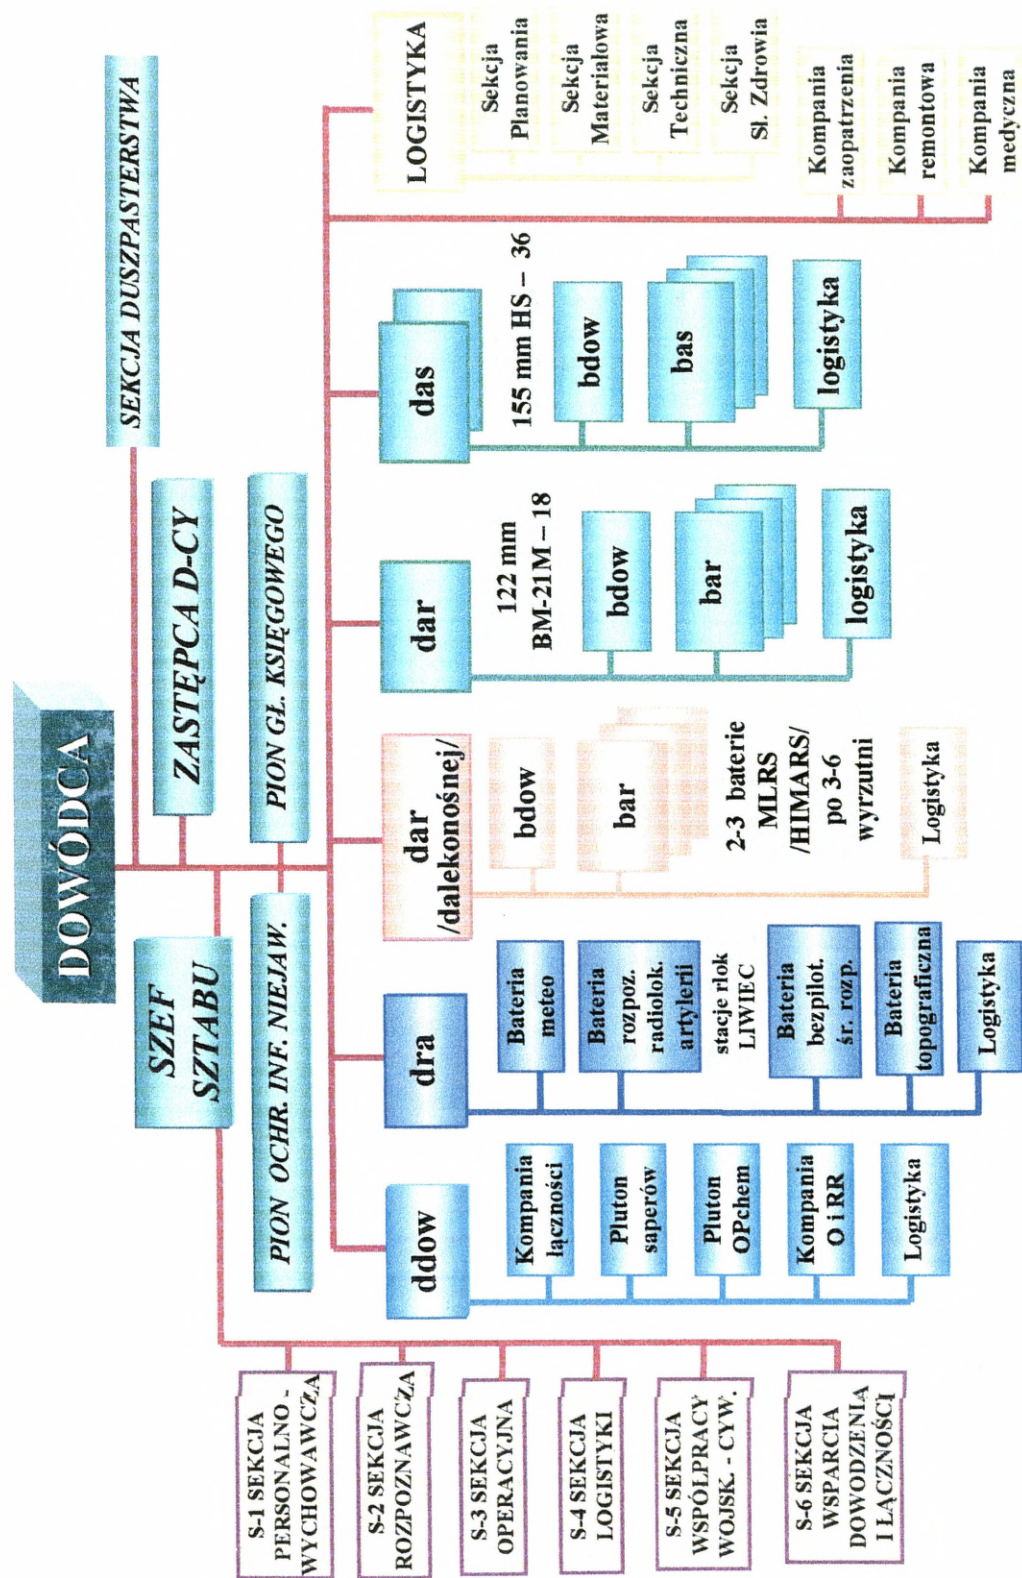 DOWÓDCA
SEKCJA DUSZPASTERSTWA
ZASTĘPCA D-CY
SZEF
SZTABU
PION OCHR. INF. NIEJAW.
PION GŁ. KSIĘGOWEGO
S-1 SEKCJA
PERSONALNO -
WYCHOWAWCZA
S-2 SEKCJA
ROZPOZNAWCZA
S-3 SEKCJA
OPERACYJNA
S-4 SEKCJA
LOGISTYKI
S-5 SEKCJA
WSPÓŁPRACY
WOJSK. - CYW.
S-6 SEKCJA
WSPARCIA
DOWODZENIA
I ŁĄCZNOŚCI
ddow
Kompania
łączności
Pluton
saperów
Pluton
OPchem
Kompania
O i RR
Logistyka
dra
Bateria
meteo
Bateria
rozpoz.
radiolok.
artylerii
stacje rlok
LIWIEC
Bateria
bezpilot.
śr. rozp.
Bateria
topograficzna
Logistyka
dar
/dalekonośnej/
bdow
bar
2-3 baterie
MLRS
/HIMARS/
po 3-6
wyrzutni
Logistyka
dar
122 mm
BM-21M – 18
bdow
bar
logistyka
das
155 mm HS – 36
bdow
bas
logistyka
LOGISTYKA
Sekcja
Planowania
Sekcja
Materiałowa
Sekcja
Techniczna
Sekcja
Sł. Zdrowia
Kompania
zaopatrzenia
Kompania
remontowa
Kompania
medyczna